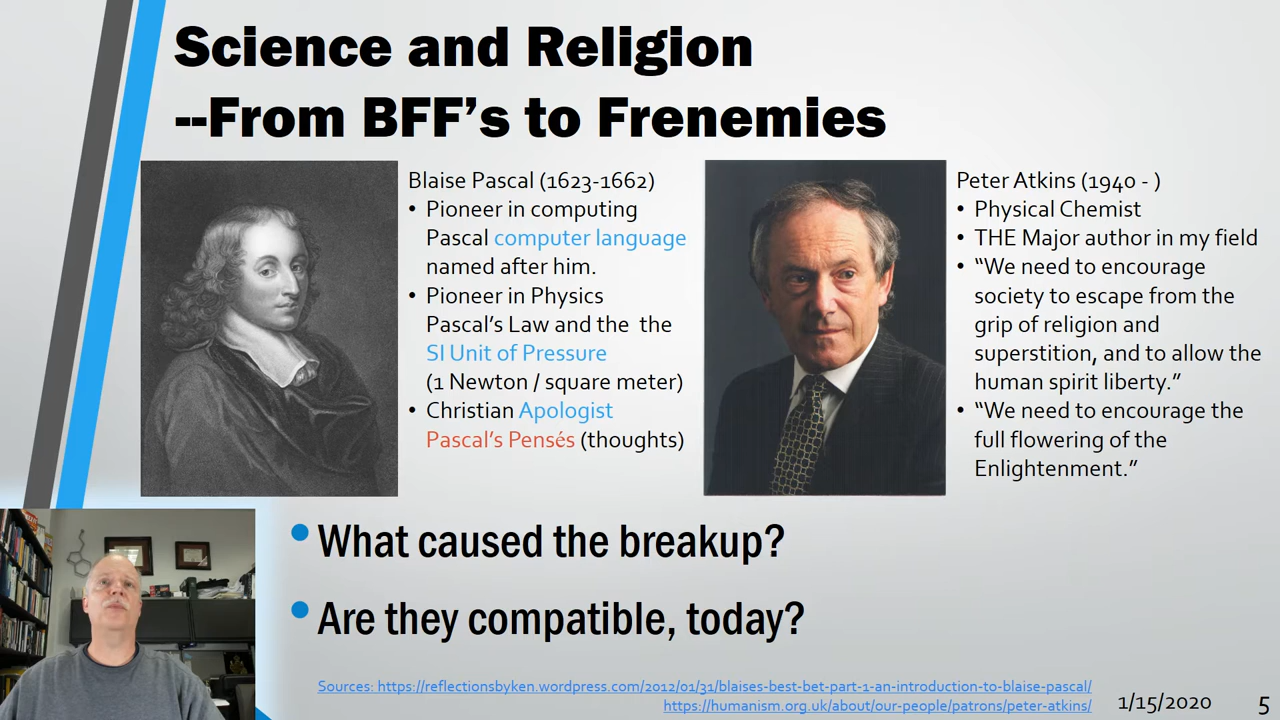 Science and Religion
--From BFF's to Frenemies
Blaise Pascal (1623-1662)
• Pioneer in computing
Pascal computer language
named after him.
• Pioneer in Physics
Pascal's Law and the  the
SI Unit of Pressure
(1 Newton / square meter)
• Christian Apologist
Pascal's Pensés (thoughts)
Peter Atkins (1940 - )
• Physical Chemist
• THE Major author in my field
• “We need to encourage
society to escape from the
grip of religion and
superstition, and to allow the
human spirit liberty.”
• “We need to encourage the
full flowering of the
Enlightenment.”
• What caused the breakup?
• Are they compatible, today?
Sources: https://reflectionsbyken.wordpress.com/2012/01/31/blaises-best-bet-part-1-an-introduction-to-blaise-pascal/
https://humanism.org.uk/about/our-people/patrons/peter-atkins/
1/15/2020
5